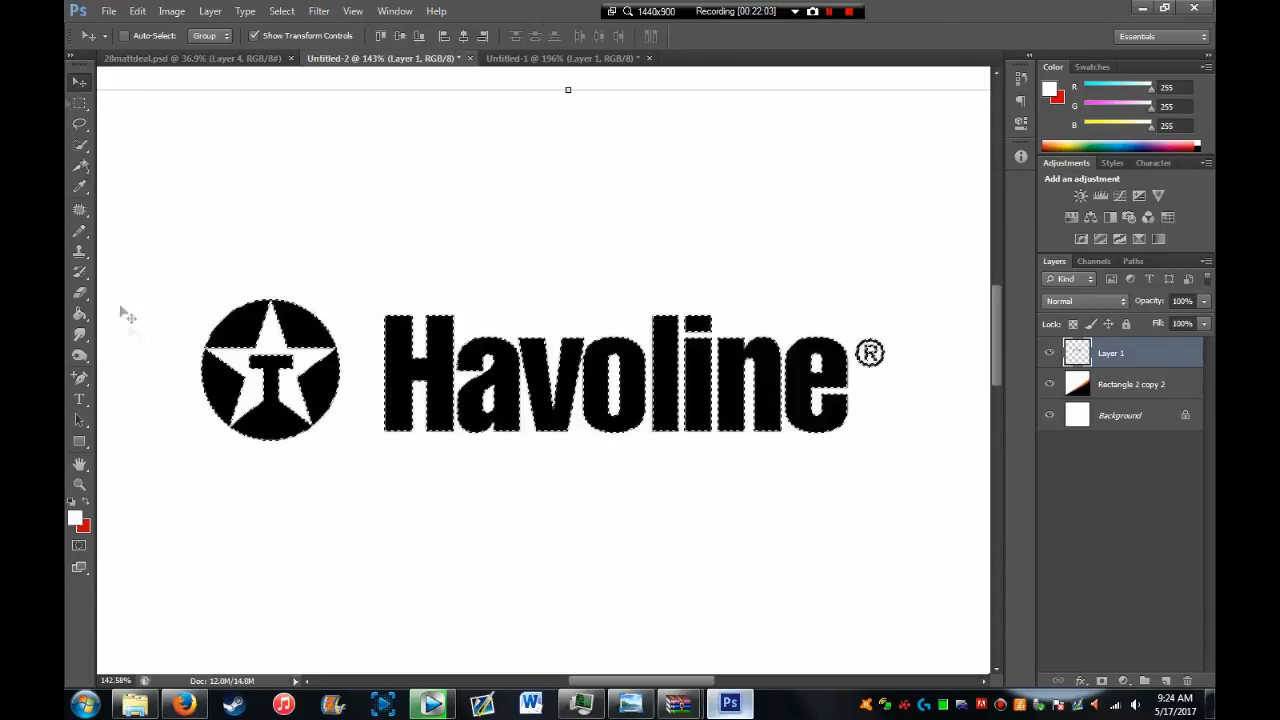 Ps File Edit Image Layer Type Select Filter View Window Help
1440x900 Recording [00:22:03]
Auto-Select: Group Show Transform Controls Essentials
28mattdeal.psd @ 36.9% (Layer 4, RGB/8#) × Untitled-2 @ 143% (Layer 1, RGB/8) * × Untitled-1 @ 196% (Layer 1, RGB/8) * ×
Color Swatches
R 255
G 255
B 255
Adjustments Styles Character
Add an adjustment
Layers Channels Paths
Kind
Normal Opacity: 100%
Lock: Fill: 100%
Layer 1
Rectangle 2 copy 2
Background
T Havoline®
142.58% Doc: 12.0M/14.8M
9:24 AM
5/17/2017